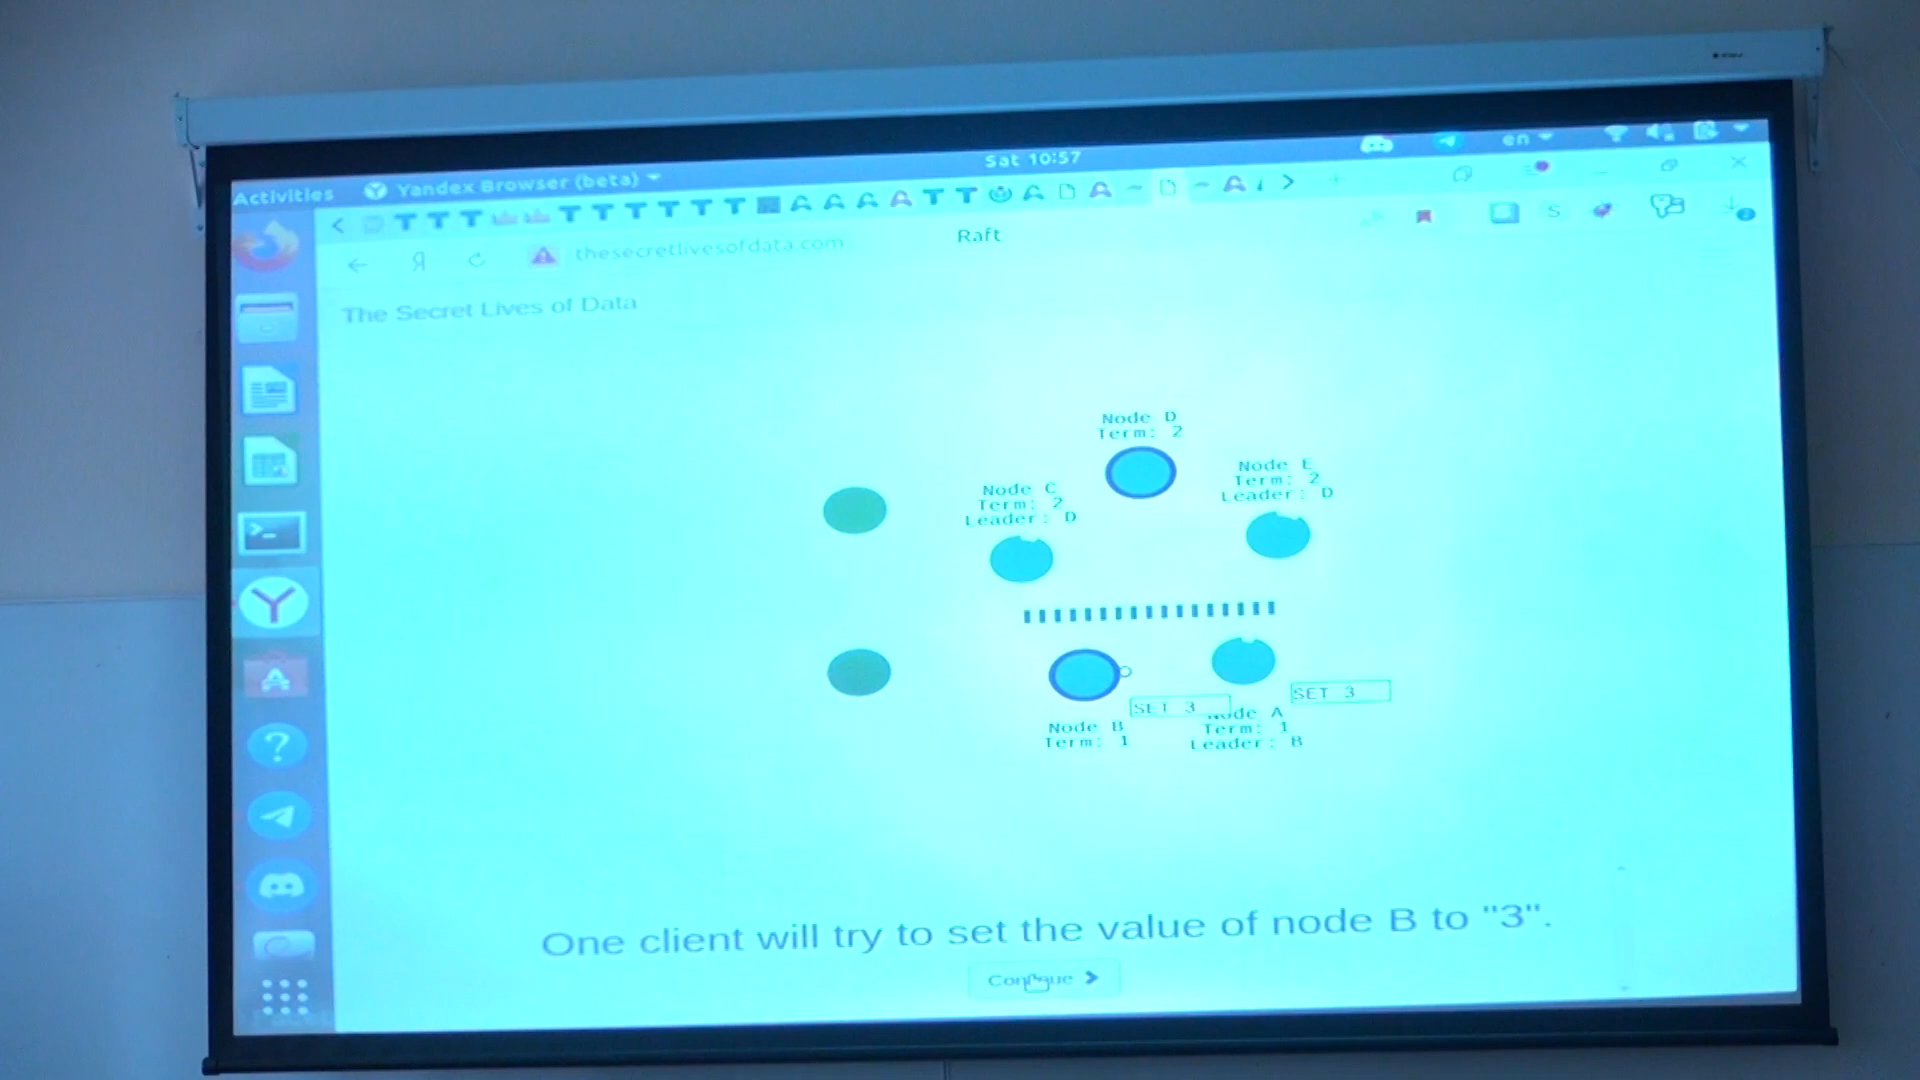 Activities
Yandex Browser (beta)
Sat 10:57
en
thesecretlivesofdata.com
Raft
The Secret Lives of Data
Node D
Term: 2
Node E
Term: 2
Leader: D
Node C
Term: 2
Leader: D
SET 3
SET 3
Node B
Term: 1
Node A
Term: 1
Leader: B
One client will try to set the value of node B to "3".
Continue